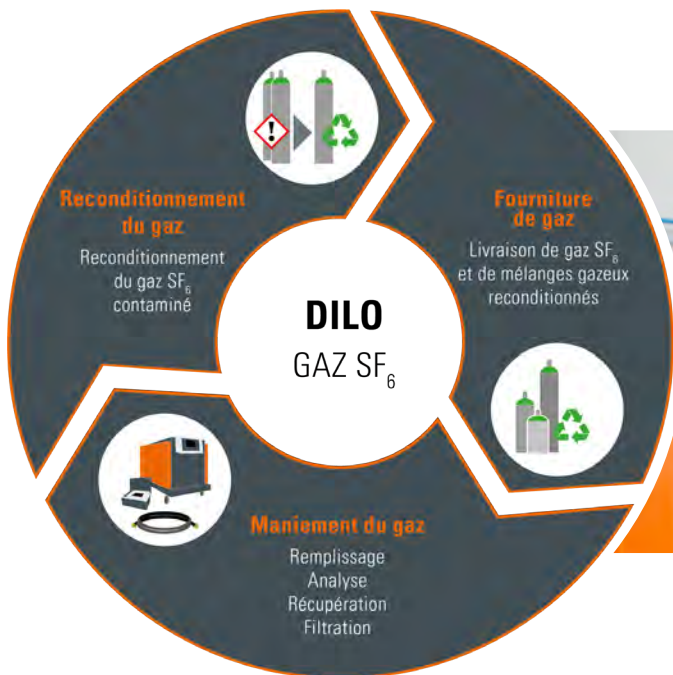 Reconditionnement
du gaz
Reconditionnement
du gaz SF₆
contaminé
Fourniture
de gaz
Livraison de gaz SF₆
et de mélanges gazeux
reconditionnés
DILO
GAZ SF₆
Maniement du gaz
Remplissage
Analyse
Récupération
Filtration